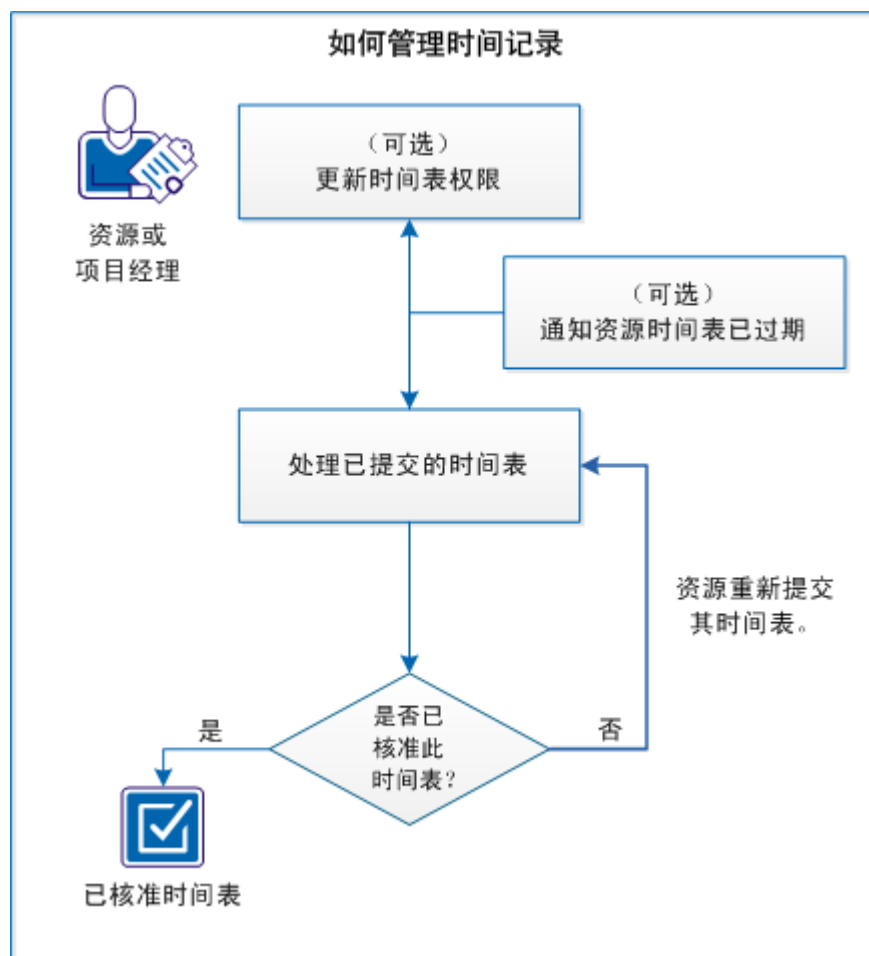 如何管理时间记录
（可选）
更新时间表权限
资源或
项目经理
（可选）
通知资源时间表已过期
处理已提交的时间表
资源重新提交
其时间表。
是否已
核准此
时间表？
是
否
已核准时间表